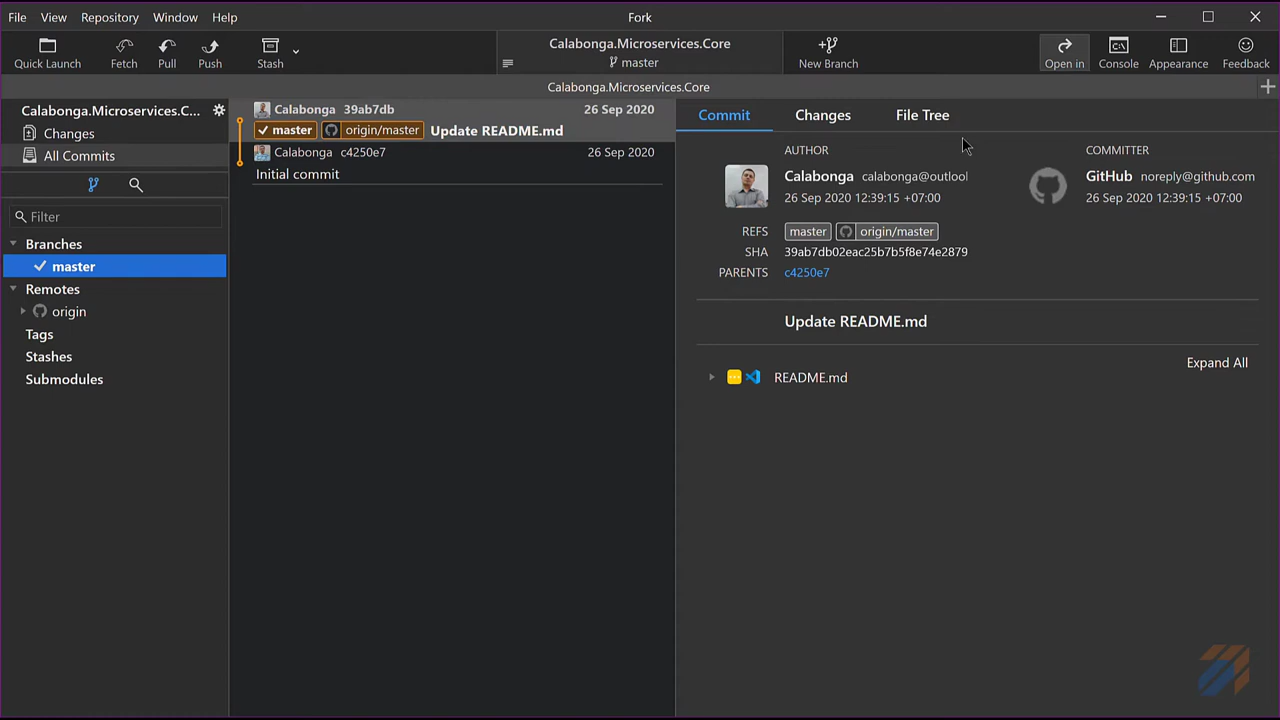 File View Repository Window Help
Fork
Quick Launch
Fetch
Pull
Push
Stash
Calabonga.Microservices.Core
master
New Branch
Open in
Console
Appearance
Feedback
Calabonga.Microservices.Core
Calabonga.Microservices.C...
Changes
All Commits
Filter
Branches
master
Remotes
origin
Tags
Stashes
Submodules
Calabonga 39ab7db 26 Sep 2020
master origin/master Update README.md
Calabonga c4250e7 26 Sep 2020
Initial commit
Commit Changes File Tree
AUTHOR
Calabonga calabonga@outlool
26 Sep 2020 12:39:15 +07:00
COMMITTER
GitHub noreply@github.com
26 Sep 2020 12:39:15 +07:00
REFS master origin/master
SHA 39ab7db02eac25b7b5f8e74e2879
PARENTS c4250e7
Update README.md
Expand All
README.md